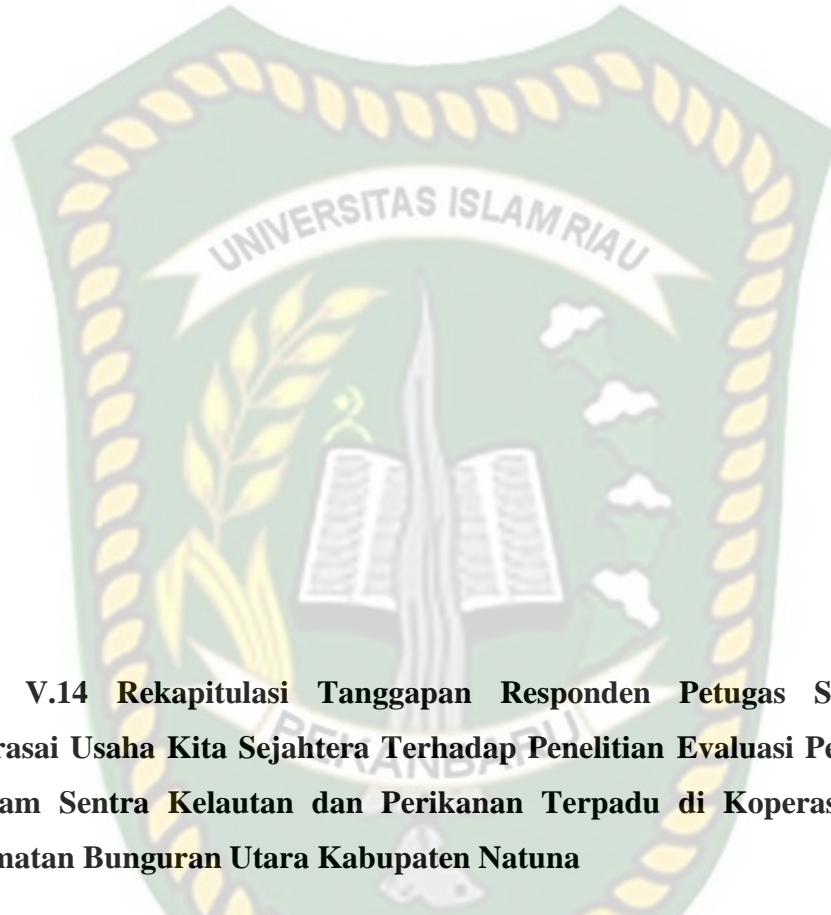 UNIVERSITAS ISLAM RIAU
V.14 Rekapitulasi Tanggapan Responden Petugas S
rasai Usaha Kita Sejahtera Terhadap Penelitian Evaluasi Pe
am Sentra Kelautan dan Perikanan Terpadu di Koperas
matan Bunguran Utara Kabupaten Natuna
PEKANBARU